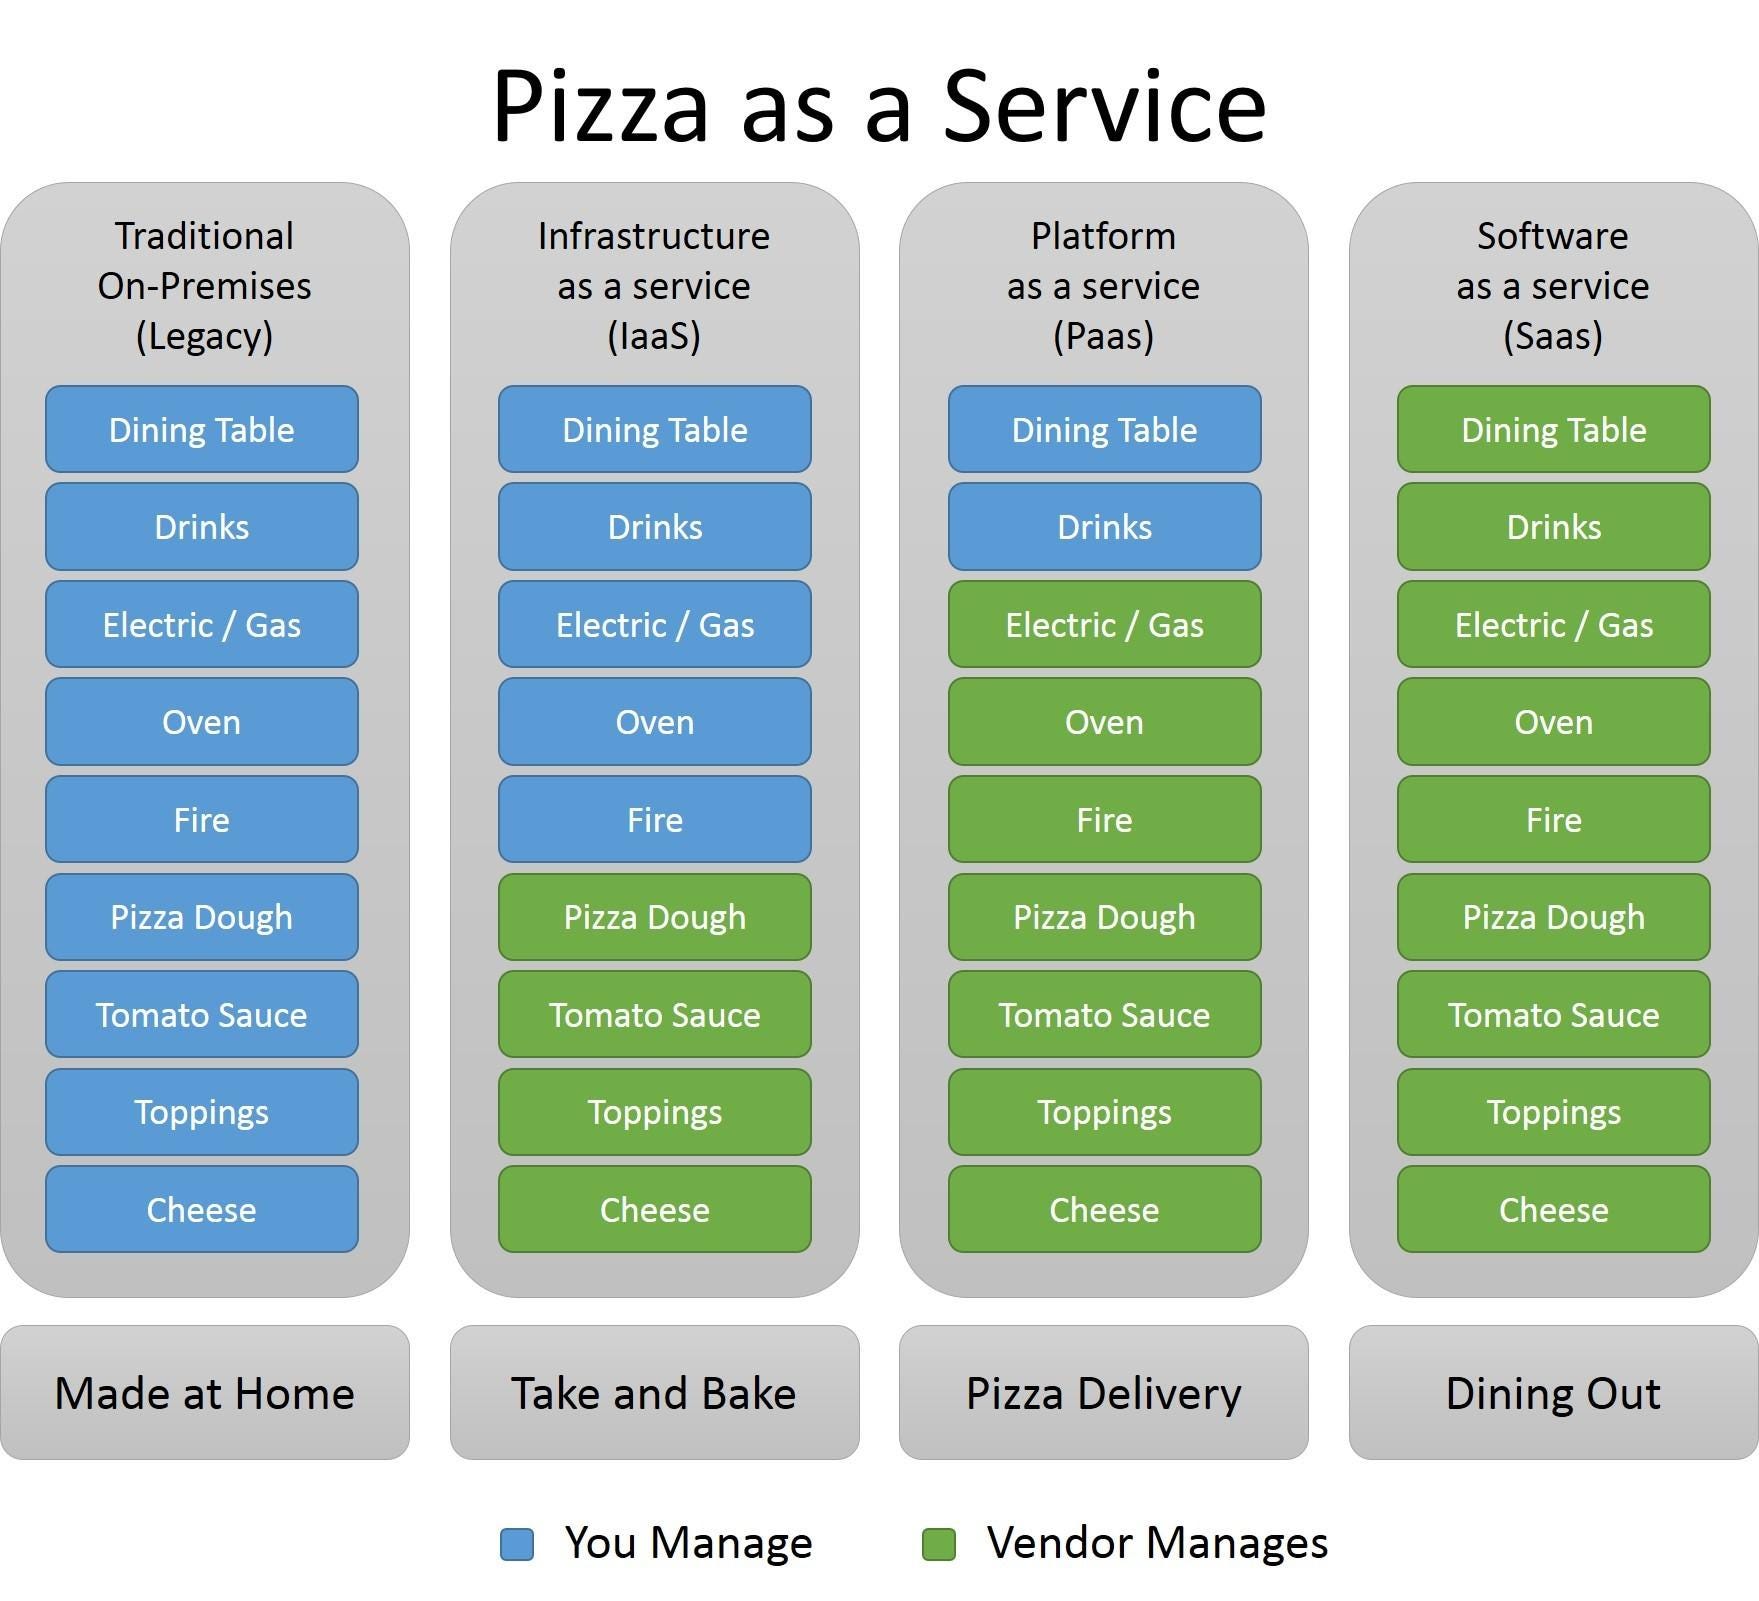 Pizza as a Service
Traditional
On-Premises
(Legacy)
Dining Table
Drinks
Electric / Gas
Oven
Fire
Pizza Dough
Tomato Sauce
Toppings
Cheese
Made at Home
Infrastructure
as a service
(IaaS)
Dining Table
Drinks
Electric / Gas
Oven
Fire
Pizza Dough
Tomato Sauce
Toppings
Cheese
Take and Bake
Platform
as a service
(Paas)
Dining Table
Drinks
Electric / Gas
Oven
Fire
Pizza Dough
Tomato Sauce
Toppings
Cheese
Pizza Delivery
Software
as a service
(Saas)
Dining Table
Drinks
Electric / Gas
Oven
Fire
Pizza Dough
Tomato Sauce
Toppings
Cheese
Dining Out
You Manage
Vendor Manages